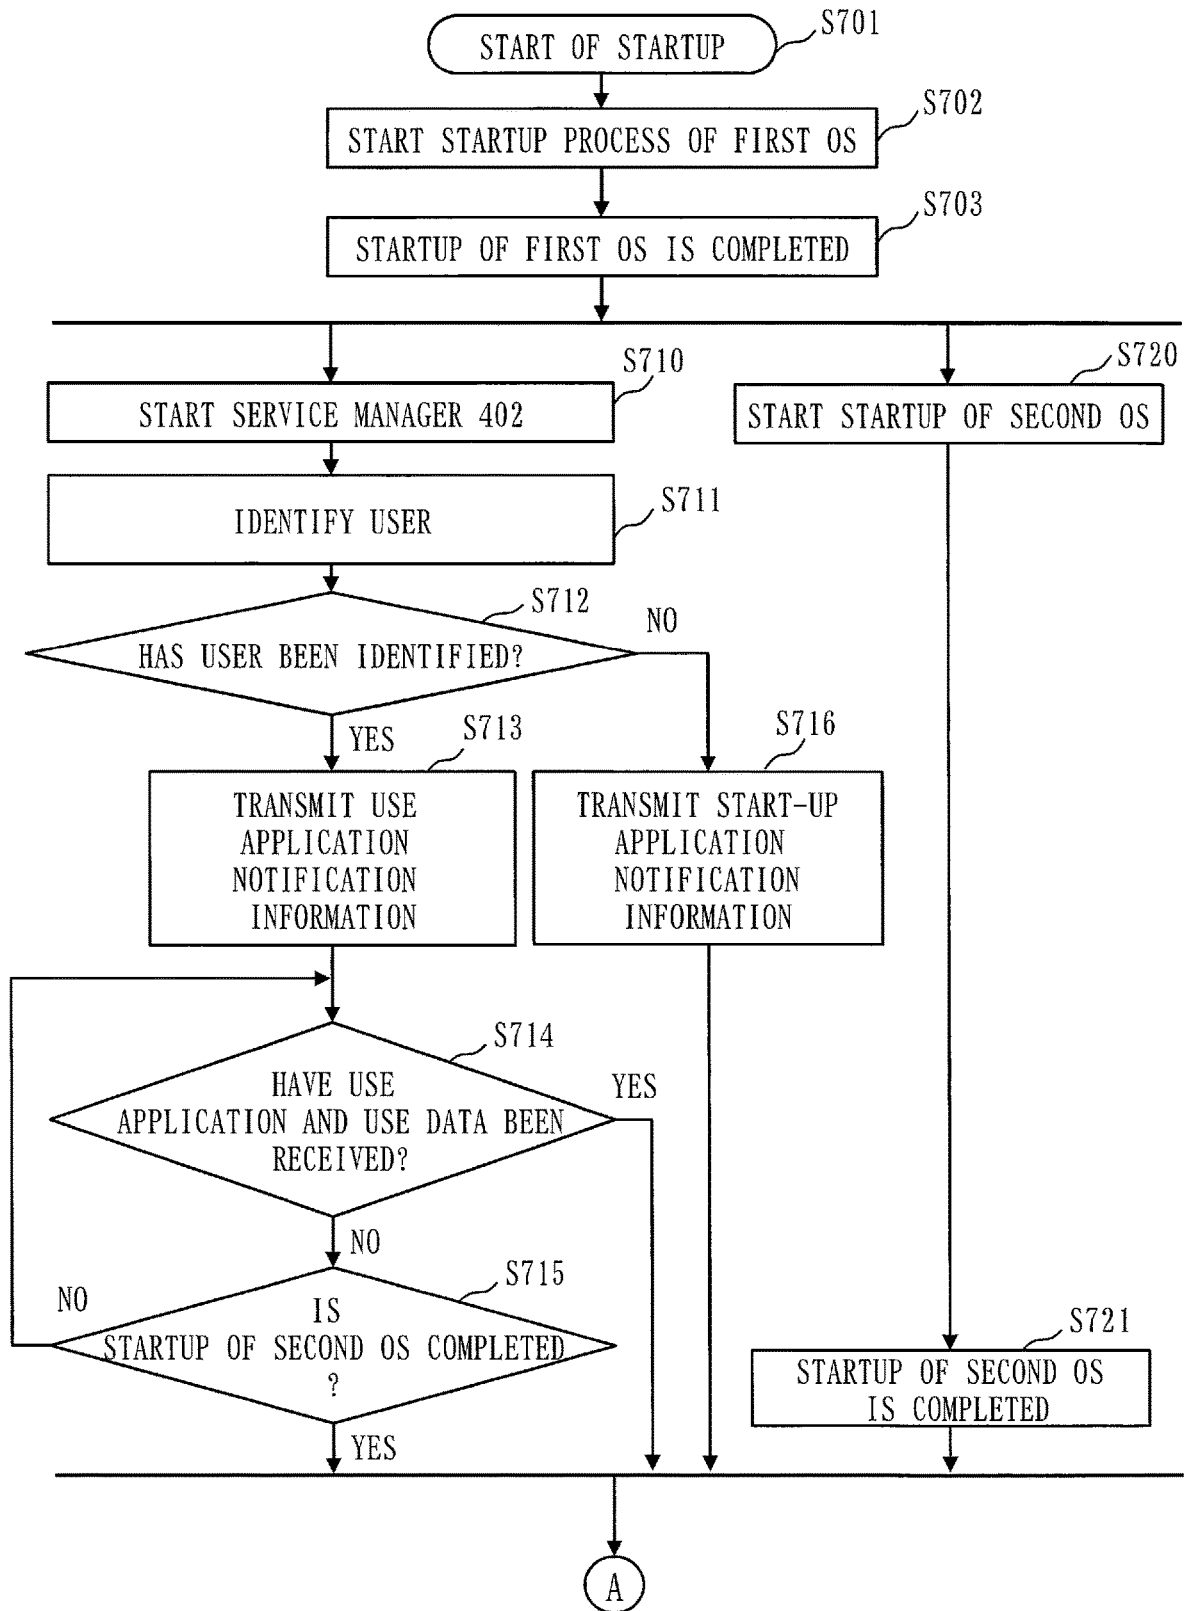 START OF STARTUP
S701
START STARTUP PROCESS OF FIRST OS
S702
STARTUP OF FIRST OS IS COMPLETED
S703
START SERVICE MANAGER 402
S710
START STARTUP OF SECOND OS
S720
IDENTIFY USER
S711
HAS USER BEEN IDENTIFIED?
S712
NO
YES
TRANSMIT USE
APPLICATION
NOTIFICATION
INFORMATION
S713
TRANSMIT START-UP
APPLICATION
NOTIFICATION
INFORMATION
S716
HAVE USE
APPLICATION AND USE DATA BEEN
RECEIVED?
S714
YES
NO
IS
STARTUP OF SECOND OS COMPLETED
?
S715
NO
YES
STARTUP OF SECOND OS
IS COMPLETED
S721
A